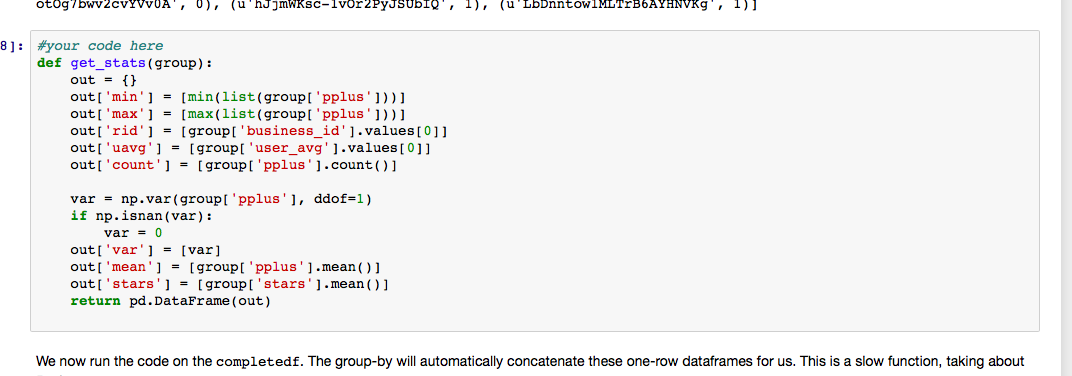 otOg7bwv2cvYVv0A', 0), (u'hJjmWKsc-lvOr2PyJSUbIQ', 1), (u'LbDnntow1MLTrB6AYHNVKg', 1)]
8]: #your code here
def get_stats(group):
    out = {}
    out['min'] = [min(list(group['pplus']))]
    out['max'] = [max(list(group['pplus']))]
    out['rid'] = [group['business_id'].values[0]]
    out['uavg'] = [group['user_avg'].values[0]]
    out['count'] = [group['pplus'].count()]
    var = np.var(group['pplus'], ddof=1)
    if np.isnan(var):
        var = 0
    out['var'] = [var]
    out['mean'] = [group['pplus'].mean()]
    out['stars'] = [group['stars'].mean()]
    return pd.DataFrame(out)
We now run the code on the completedf. The group-by will automatically concatenate these one-row dataframes for us. This is a slow function, taking about